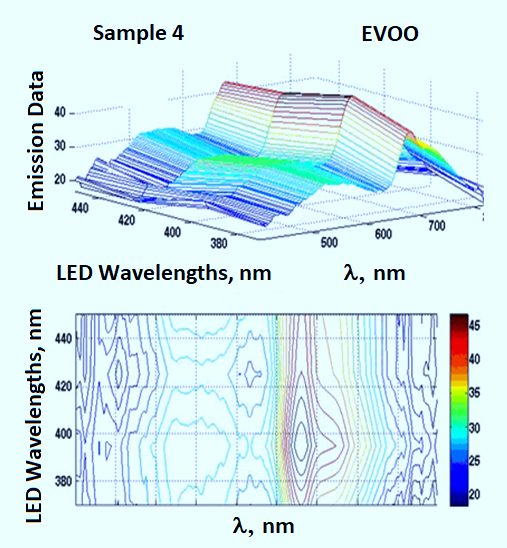 Sample 4
EVOO
Emission Data
40
30
20
440
420
400
380
500
600
700
LED Wavelengths, nm
λ, nm
LED Wavelengths, nm
440
420
400
380
45
40
35
30
25
20
λ, nm